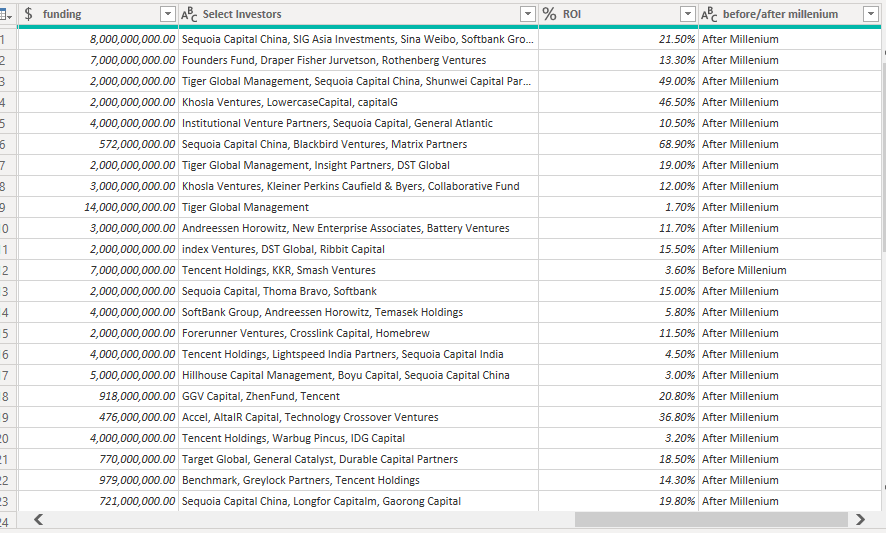 $ funding ABC Select Investors % ROI ABC before/after millenium
1 8,000,000,000.00 Sequoia Capital China, SIG Asia Investments, Sina Weibo, Softbank Gro... 21.50% After Millenium
2 7,000,000,000.00 Founders Fund, Draper Fisher Jurvetson, Rothenberg Ventures 13.30% After Millenium
3 2,000,000,000.00 Tiger Global Management, Sequoia Capital China, Shunwei Capital Par... 49.00% After Millenium
4 2,000,000,000.00 Khosla Ventures, LowercaseCapital, capitalG 46.50% After Millenium
5 4,000,000,000.00 Institutional Venture Partners, Sequoia Capital, General Atlantic 10.50% After Millenium
6 572,000,000.00 Sequoia Capital China, Blackbird Ventures, Matrix Partners 68.90% After Millenium
7 2,000,000,000.00 Tiger Global Management, Insight Partners, DST Global 19.00% After Millenium
8 3,000,000,000.00 Khosla Ventures, Kleiner Perkins Caufield & Byers, Collaborative Fund 12.00% After Millenium
9 14,000,000,000.00 Tiger Global Management 1.70% After Millenium
0 3,000,000,000.00 Andreessen Horowitz, New Enterprise Associates, Battery Ventures 11.70% After Millenium
1 2,000,000,000.00 index Ventures, DST Global, Ribbit Capital 15.50% After Millenium
2 7,000,000,000.00 Tencent Holdings, KKR, Smash Ventures 3.60% Before Millenium
3 2,000,000,000.00 Sequoia Capital, Thoma Bravo, Softbank 15.00% After Millenium
4 4,000,000,000.00 SoftBank Group, Andreessen Horowitz, Temasek Holdings 5.80% After Millenium
5 2,000,000,000.00 Forerunner Ventures, Crosslink Capital, Homebrew 11.50% After Millenium
6 4,000,000,000.00 Tencent Holdings, Lightspeed India Partners, Sequoia Capital India 4.50% After Millenium
7 5,000,000,000.00 Hillhouse Capital Management, Boyu Capital, Sequoia Capital China 3.00% After Millenium
8 918,000,000.00 GGV Capital, ZhenFund, Tencent 20.80% After Millenium
9 476,000,000.00 Accel, AltaIR Capital, Technology Crossover Ventures 36.80% After Millenium
20 4,000,000,000.00 Tencent Holdings, Warbug Pincus, IDG Capital 3.20% After Millenium
21 770,000,000.00 Target Global, General Catalyst, Durable Capital Partners 18.50% After Millenium
22 979,000,000.00 Benchmark, Greylock Partners, Tencent Holdings 14.30% After Millenium
23 721,000,000.00 Sequoia Capital China, Longfor Capitalm, Gaorong Capital 19.80% After Millenium
24